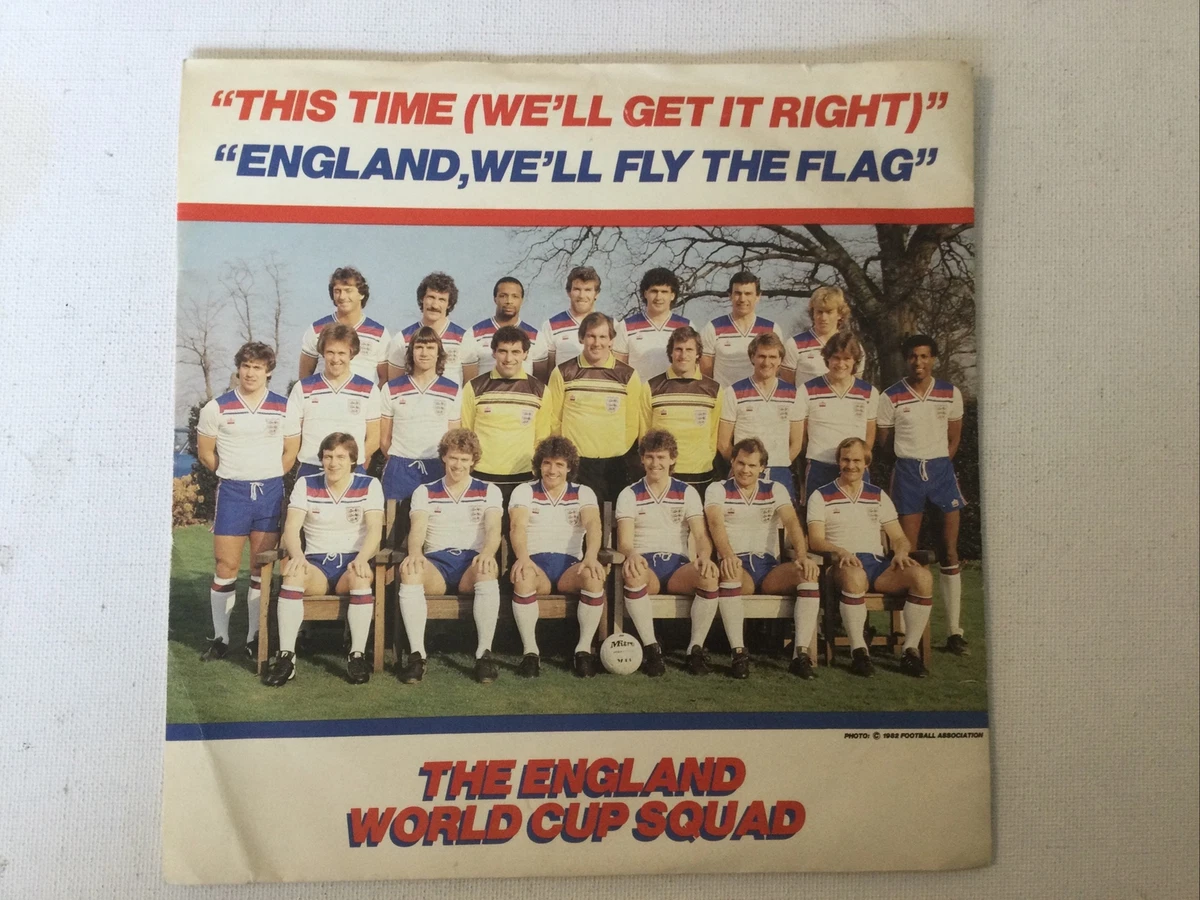 “THIS TIME (WE’LL GET IT RIGHT)”
“ENGLAND, WE’LL FLY THE FLAG”
Mitre
PHOTO: © 1982 FOOTBALL ASSOCIATION
THE ENGLAND
WORLD CUP SQUAD